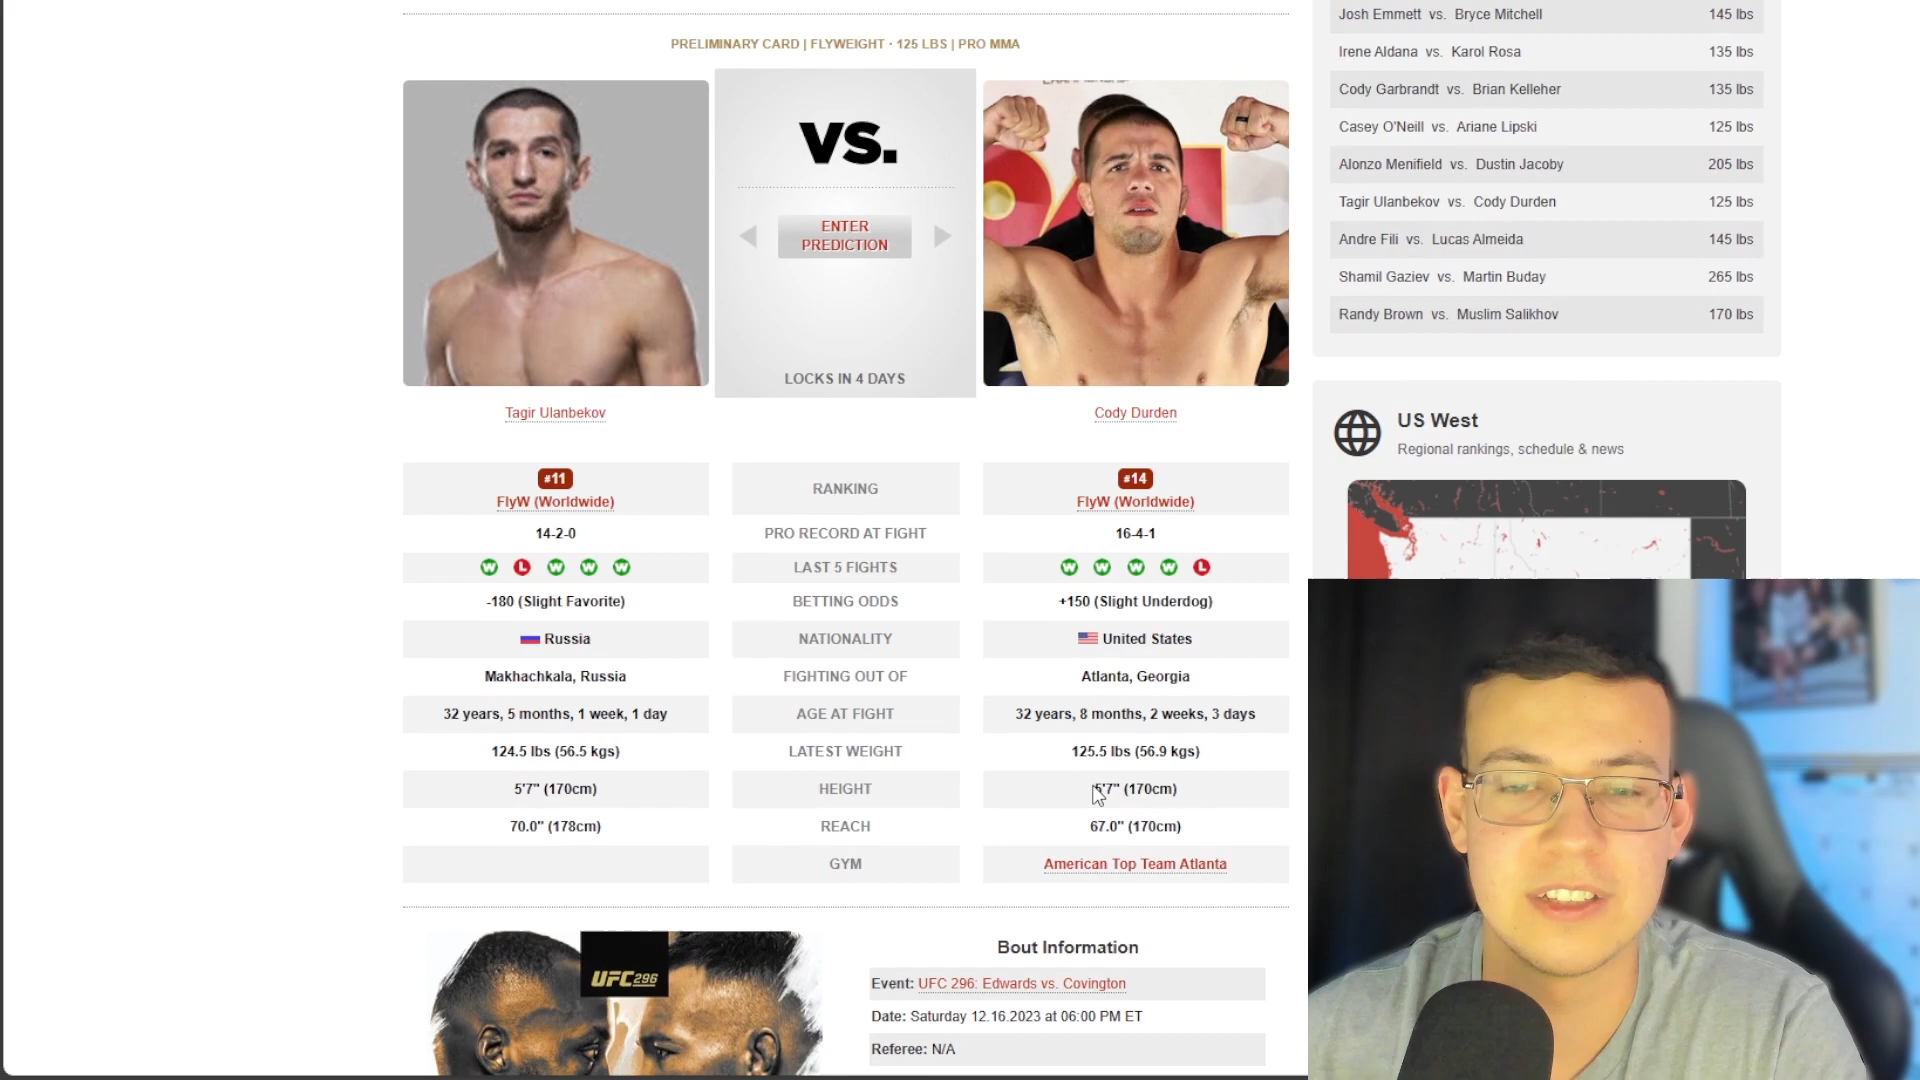 PRELIMINARY CARD | FLYWEIGHT · 125 LBS | PRO MMA
VS.
ENTER
PREDICTION
LOCKS IN 4 DAYS
Tagir Ulanbekov
Cody Durden
#11
FlyW (Worldwide)
RANKING
#14
FlyW (Worldwide)
14-2-0 PRO RECORD AT FIGHT 16-4-1
W L W W W LAST 5 FIGHTS W W W W L
-180 (Slight Favorite) BETTING ODDS +150 (Slight Underdog)
Russia NATIONALITY United States
Makhachkala, Russia FIGHTING OUT OF Atlanta, Georgia
32 years, 5 months, 1 week, 1 day AGE AT FIGHT 32 years, 8 months, 2 weeks, 3 days
124.5 lbs (56.5 kgs) LATEST WEIGHT 125.5 lbs (56.9 kgs)
5'7" (170cm) HEIGHT 5'7" (170cm)
70.0" (178cm) REACH 67.0" (170cm)
GYM American Top Team Atlanta
UFC 296
Bout Information
Event: UFC 296: Edwards vs. Covington
Date: Saturday 12.16.2023 at 06:00 PM ET
Referee: N/A
Josh Emmett vs. Bryce Mitchell 145 lbs
Irene Aldana vs. Karol Rosa 135 lbs
Cody Garbrandt vs. Brian Kelleher 135 lbs
Casey O'Neill vs. Ariane Lipski 125 lbs
Alonzo Menifield vs. Dustin Jacoby 205 lbs
Tagir Ulanbekov vs. Cody Durden 125 lbs
Andre Fili vs. Lucas Almeida 145 lbs
Shamil Gaziev vs. Martin Buday 265 lbs
Randy Brown vs. Muslim Salikhov 170 lbs
US West
Regional rankings, schedule & news